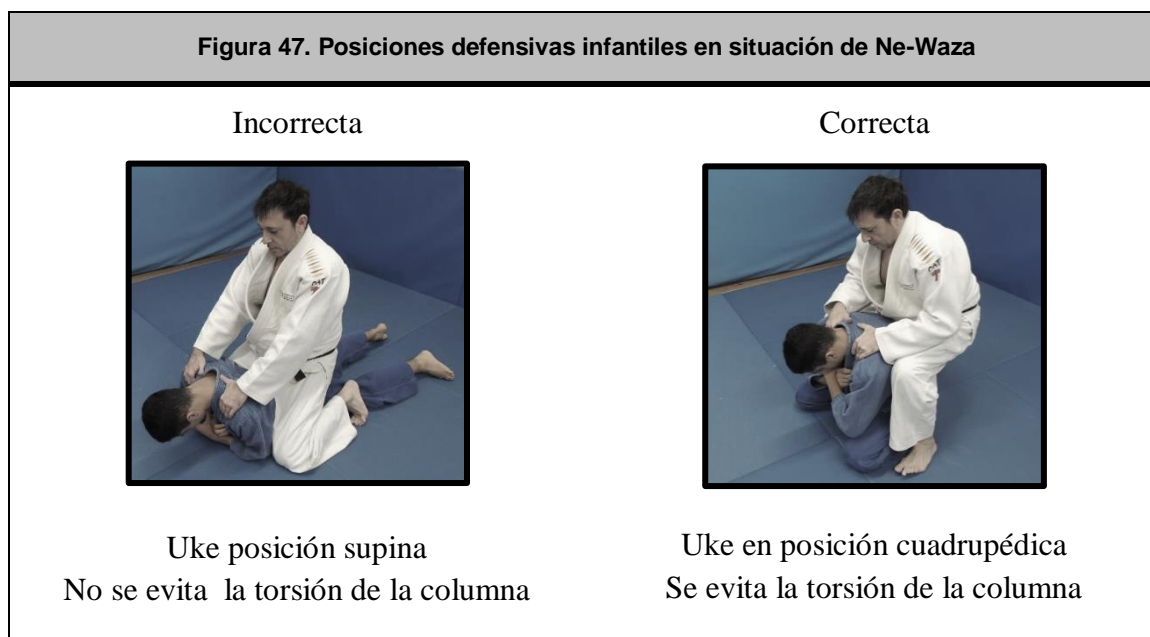 Figura 47. Posiciones defensivas infantiles en situación de Ne-Waza
Incorrecta
Correcta
Uke posición supina
No se evita la torsión de la columna
Uke en posición cuadrupédica
Se evita la torsión de la columna